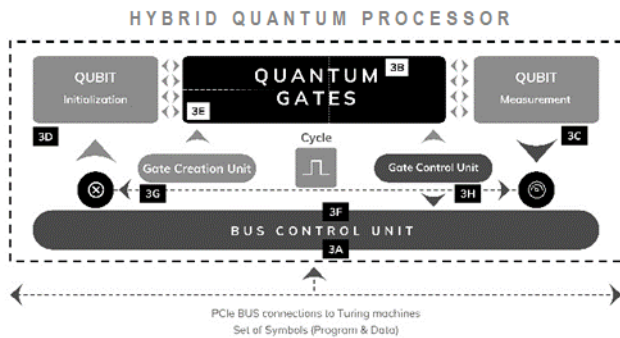 HYBRID QUANTUM PROCESSOR
QUBIT
Initialization
QUANTUM
GATES
3B
3E
QUBIT
Measurement
3D
3C
Cycle
Gate Creation Unit
Gate Control Unit
3G
3H
3F
BUS CONTROL UNIT
3A
PCIe BUS connections to Turing machines
Set of Symbols (Program & Data)